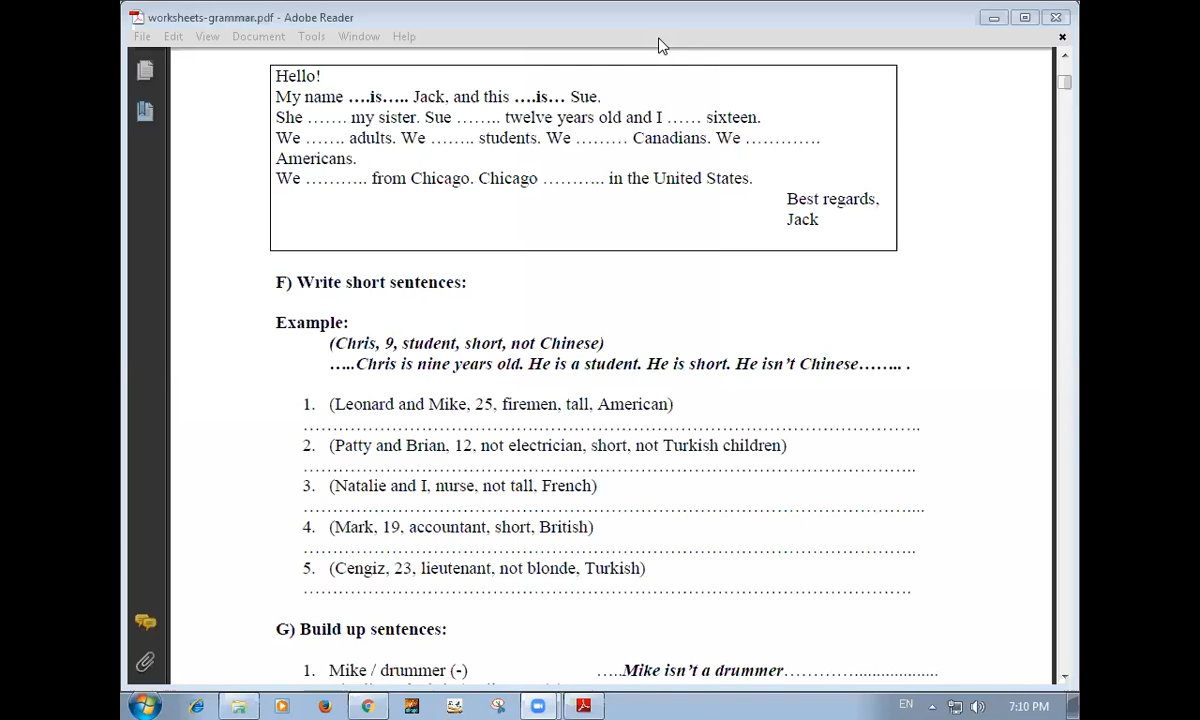 worksheets-grammar.pdf - Adobe Reader
File Edit View Document Tools Window Help
Hello!
My name ….is….. Jack, and this ….is… Sue.
She ……. my sister. Sue …….. twelve years old and I …… sixteen.
We ……. adults. We …….. students. We ……… Canadians. We ………….
Americans.
We ……….. from Chicago. Chicago ……….. in the United States.
Best regards,
Jack
F) Write short sentences:
Example:
(Chris, 9, student, short, not Chinese)
…..Chris is nine years old. He is a student. He is short. He isn’t Chinese…….. .
1. (Leonard and Mike, 25, firemen, tall, American)
……………………………………………………………………………………….
2. (Patty and Brian, 12, not electrician, short, not Turkish children)
……………………………………………………………………………………….
3. (Natalie and I, nurse, not tall, French)
………………………………………………………………………………………...
4. (Mark, 19, accountant, short, British)
……………………………………………………………………………………….
5. (Cengiz, 23, lieutenant, not blonde, Turkish)
……………………………………………………………………………………….
G) Build up sentences:
1. Mike / drummer (-) …..Mike isn’t a drummer…………...................
EN 7:10 PM